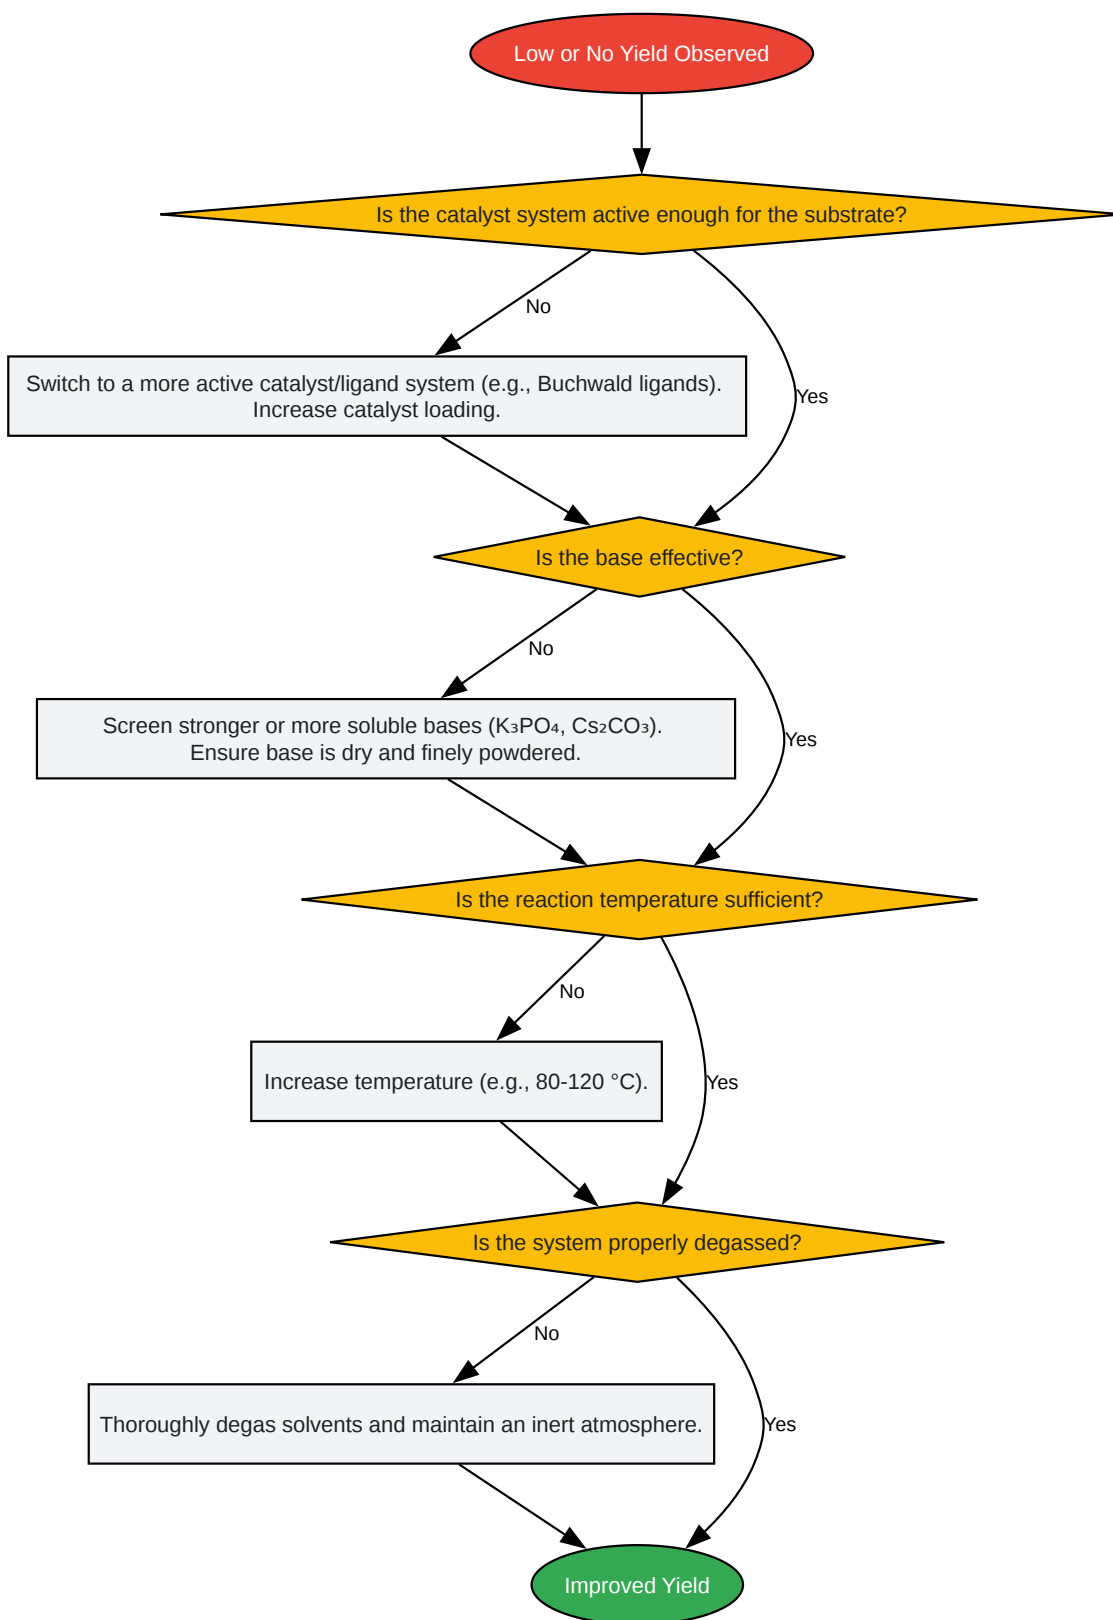 Low or No Yield Observed
Is the catalyst system active enough for the substrate?
No
Switch to a more active catalyst/ligand system (e.g., Buchwald ligands).
Increase catalyst loading.
Yes
Is the base effective?
No
Screen stronger or more soluble bases (K₃PO₄, Cs₂CO₃).
Ensure base is dry and finely powdered.
Yes
Is the reaction temperature sufficient?
No
Increase temperature (e.g., 80-120 °C).
Yes
Is the system properly degassed?
No
Thoroughly degas solvents and maintain an inert atmosphere.
Yes
Improved Yield